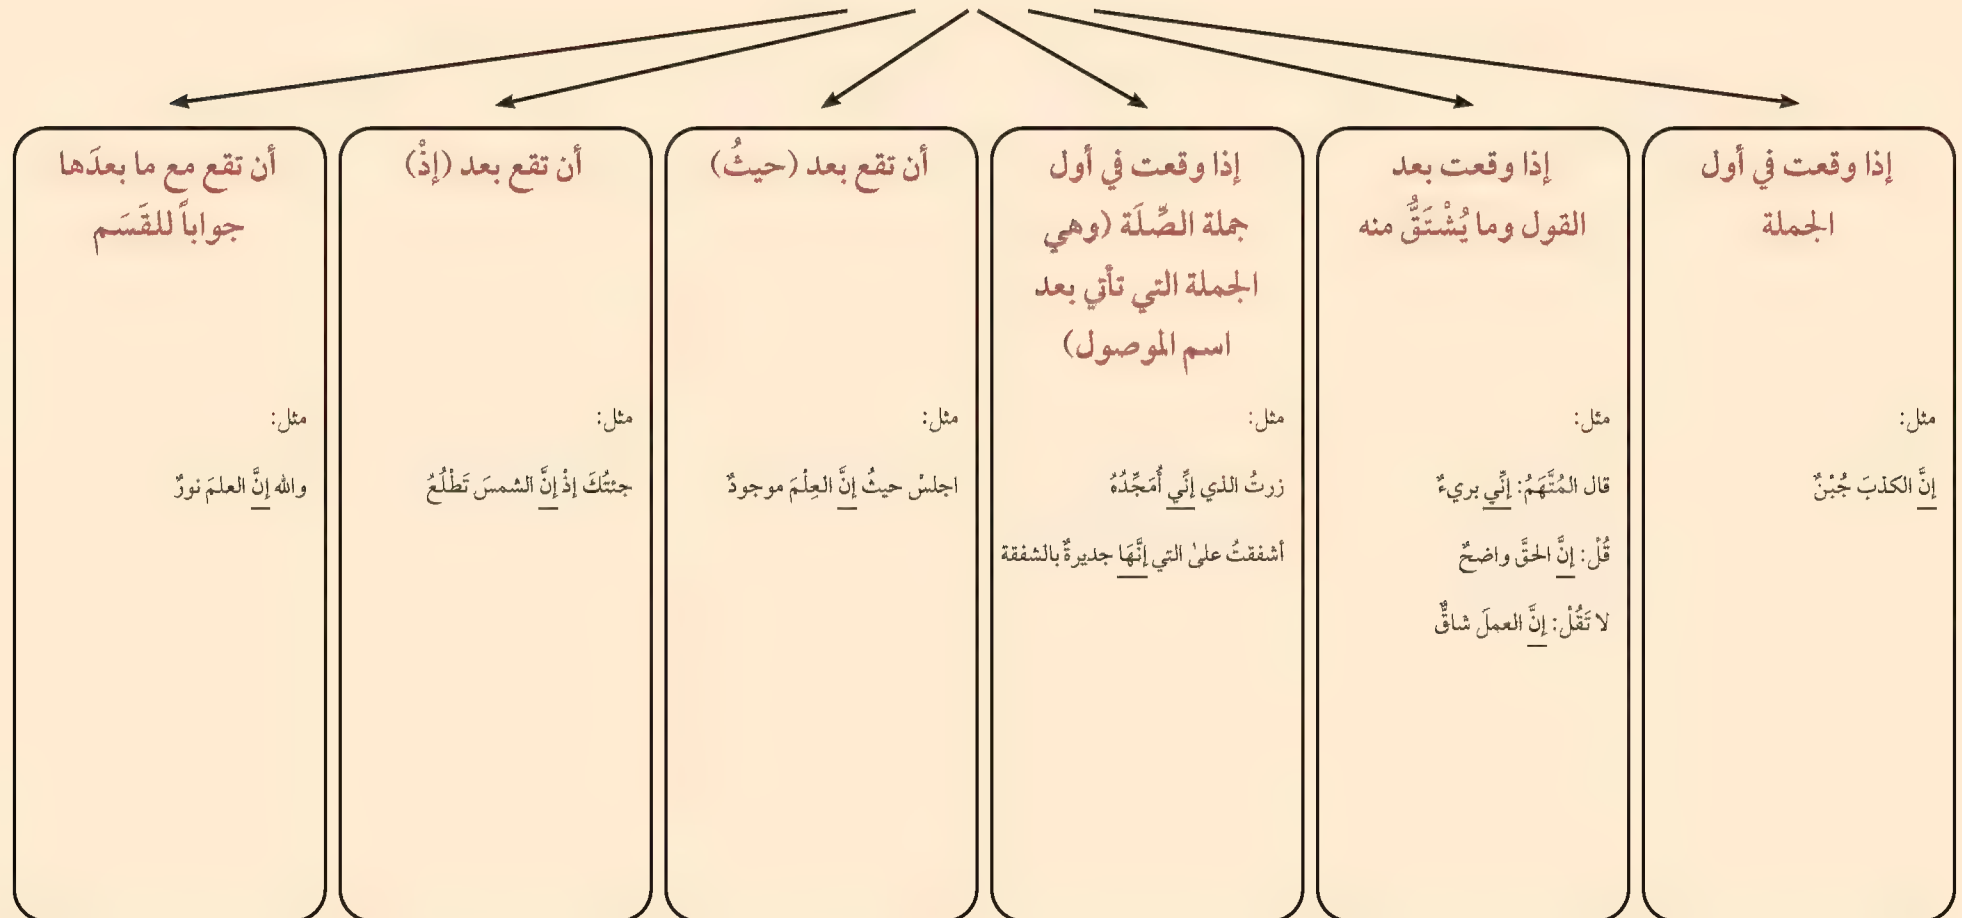 إذا وقعت في أول
الجملة
مثل:
إنَّ الكذبَ جُبْنٌ
إذا وقعت بعد
القول وما يُشْتَقُّ منه
مثل:
قال المُتَّهَمُ: إنِّي بريءٌ
قُلْ: إنَّ الحقَّ واضحٌ
لا تَقُلْ: إنَّ العملَ شاقٌّ
إذا وقعت في أول
جملة الصِّلَة (وهي
الجملة التي تأتي بعد
اسم الموصول)
مثل:
زرتُ الذي إنِّي أُمَجِّدُهُ
أشفقتُ علىٰ التي إنَّهَا جديرةٌ بالشفقة
أن تقع بعد (حيثُ)
مثل:
اجلسْ حيثُ إنَّ العِلْمَ موجودٌ
أن تقع بعد (إذْ)
مثل:
جئتُكَ إذْ إنَّ الشمسَ تَطْلُعُ
أن تقع مع ما بعدَها
جواباً للقَسَم
مثل:
والله إنَّ العلمَ نورٌ